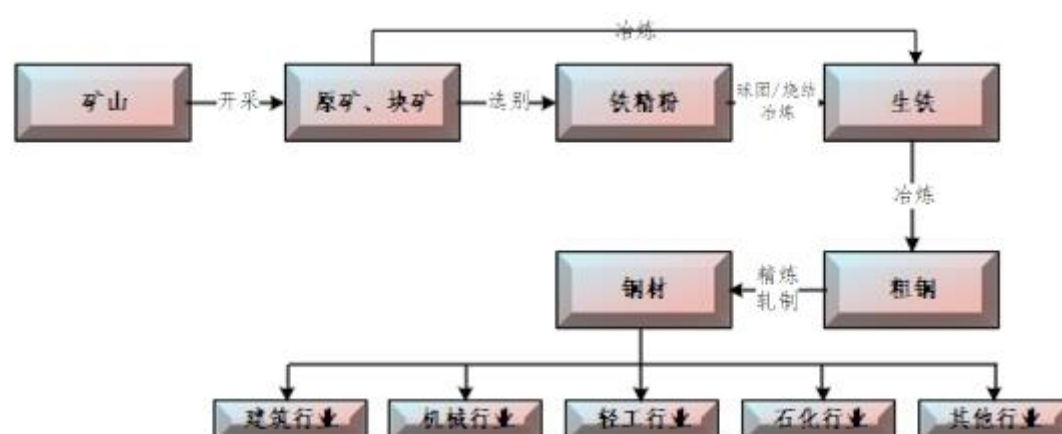 冶炼
矿山
开采
原矿、块矿
选别
铁精粉
球团/烧结
冶炼
生铁
冶炼
钢材
精炼
轧制
粗钢
建筑行业
机械行业
轻工行业
石化行业
其他行业